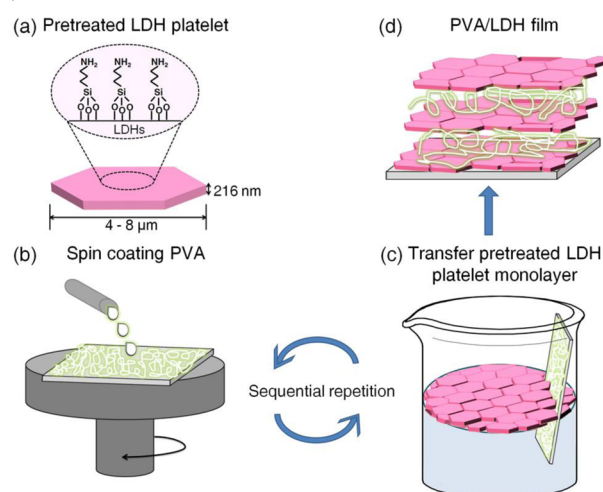 (a) Pretreated LDH platelet
NH2 NH2 NH2
Si Si Si
O O O O O O O O O
LDHs
216 nm
4 - 8 μm
(b) Spin coating PVA
Sequential repetition
(d) PVA/LDH film
(c) Transfer pretreated LDH
platelet monolayer